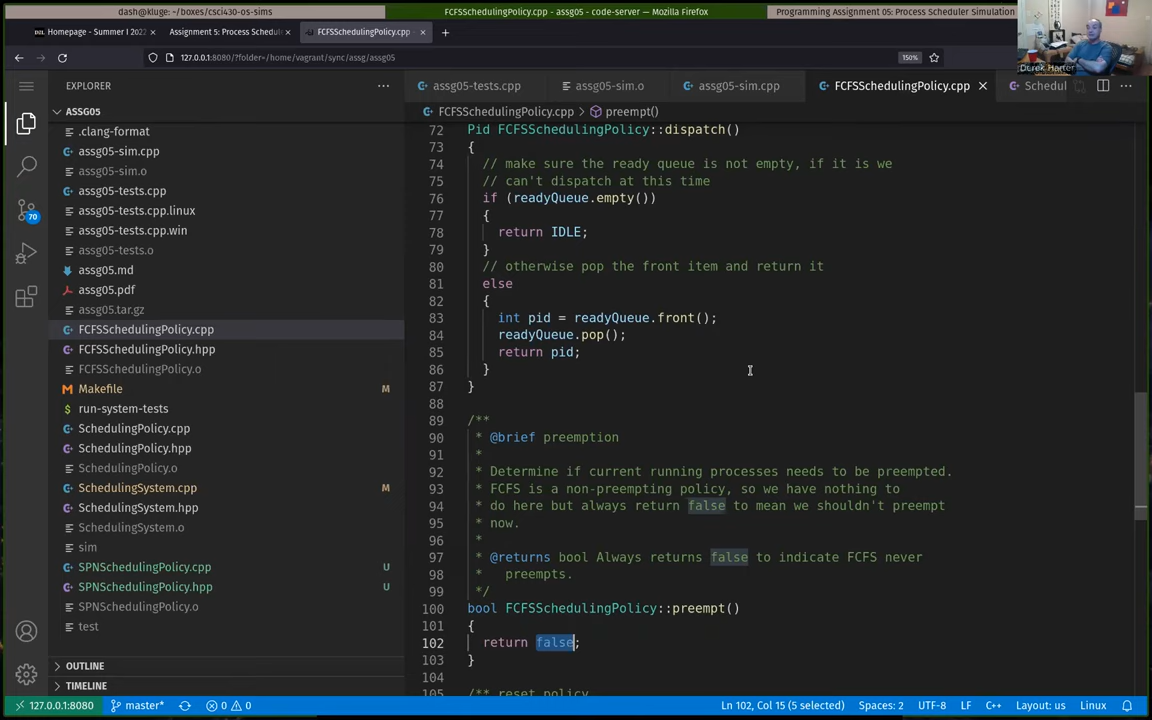 dash@kluge: ~/boxes/csci430-os-sims
FCFSSchedulingPolicy.cpp - assg05 - code-server — Mozilla Firefox
Programming Assignment 05: Process Scheduler Simulation
Homepage - Summer I 2022
Assignment 5: Process Schedule
FCFSSchedulingPolicy.cpp - ass
127.0.0.1:8080/?folder=/home/vagrant/sync/assg/assg05
150%
Derek Harter
EXPLORER
assg05-tests.cpp
assg05-sim.o
assg05-sim.cpp
FCFSSchedulingPolicy.cpp
Schedul
ASSG05
FCFSSchedulingPolicy.cpp > preempt()
.clang-format
assg05-sim.cpp
assg05-sim.o
assg05-tests.cpp
assg05-tests.cpp.linux
assg05-tests.cpp.win
assg05-tests.o
assg05.md
assg05.pdf
assg05.tar.gz
FCFSSchedulingPolicy.cpp
FCFSSchedulingPolicy.hpp
FCFSSchedulingPolicy.o
Makefile M
run-system-tests
SchedulingPolicy.cpp
SchedulingPolicy.hpp
SchedulingPolicy.o
SchedulingSystem.cpp M
SchedulingSystem.hpp
SchedulingSystem.o
sim
SPNSchedulingPolicy.cpp U
SPNSchedulingPolicy.hpp U
SPNSchedulingPolicy.o
test
OUTLINE
TIMELINE
70
72 Pid FCFSSchedulingPolicy::dispatch()
73 {
74 // make sure the ready queue is not empty, if it is we
75 // can't dispatch at this time
76 if (readyQueue.empty())
77 {
78 return IDLE;
79 }
80 // otherwise pop the front item and return it
81 else
82 {
83 int pid = readyQueue.front();
84 readyQueue.pop();
85 return pid;
86 }
87 }
88
89 /**
90 * @brief preemption
91 *
92 * Determine if current running processes needs to be preempted.
93 * FCFS is a non-preempting policy, so we have nothing to
94 * do here but always return false to mean we shouldn't preempt
95 * now.
96 *
97 * @returns bool Always returns false to indicate FCFS never
98 * preempts.
99 */
100 bool FCFSSchedulingPolicy::preempt()
101 {
102 return false;
103 }
104
105 /** reset policy
127.0.0.1:8080 master* 0 0 Ln 102, Col 15 (5 selected) Spaces: 2 UTF-8 LF C++ Layout: us Linux